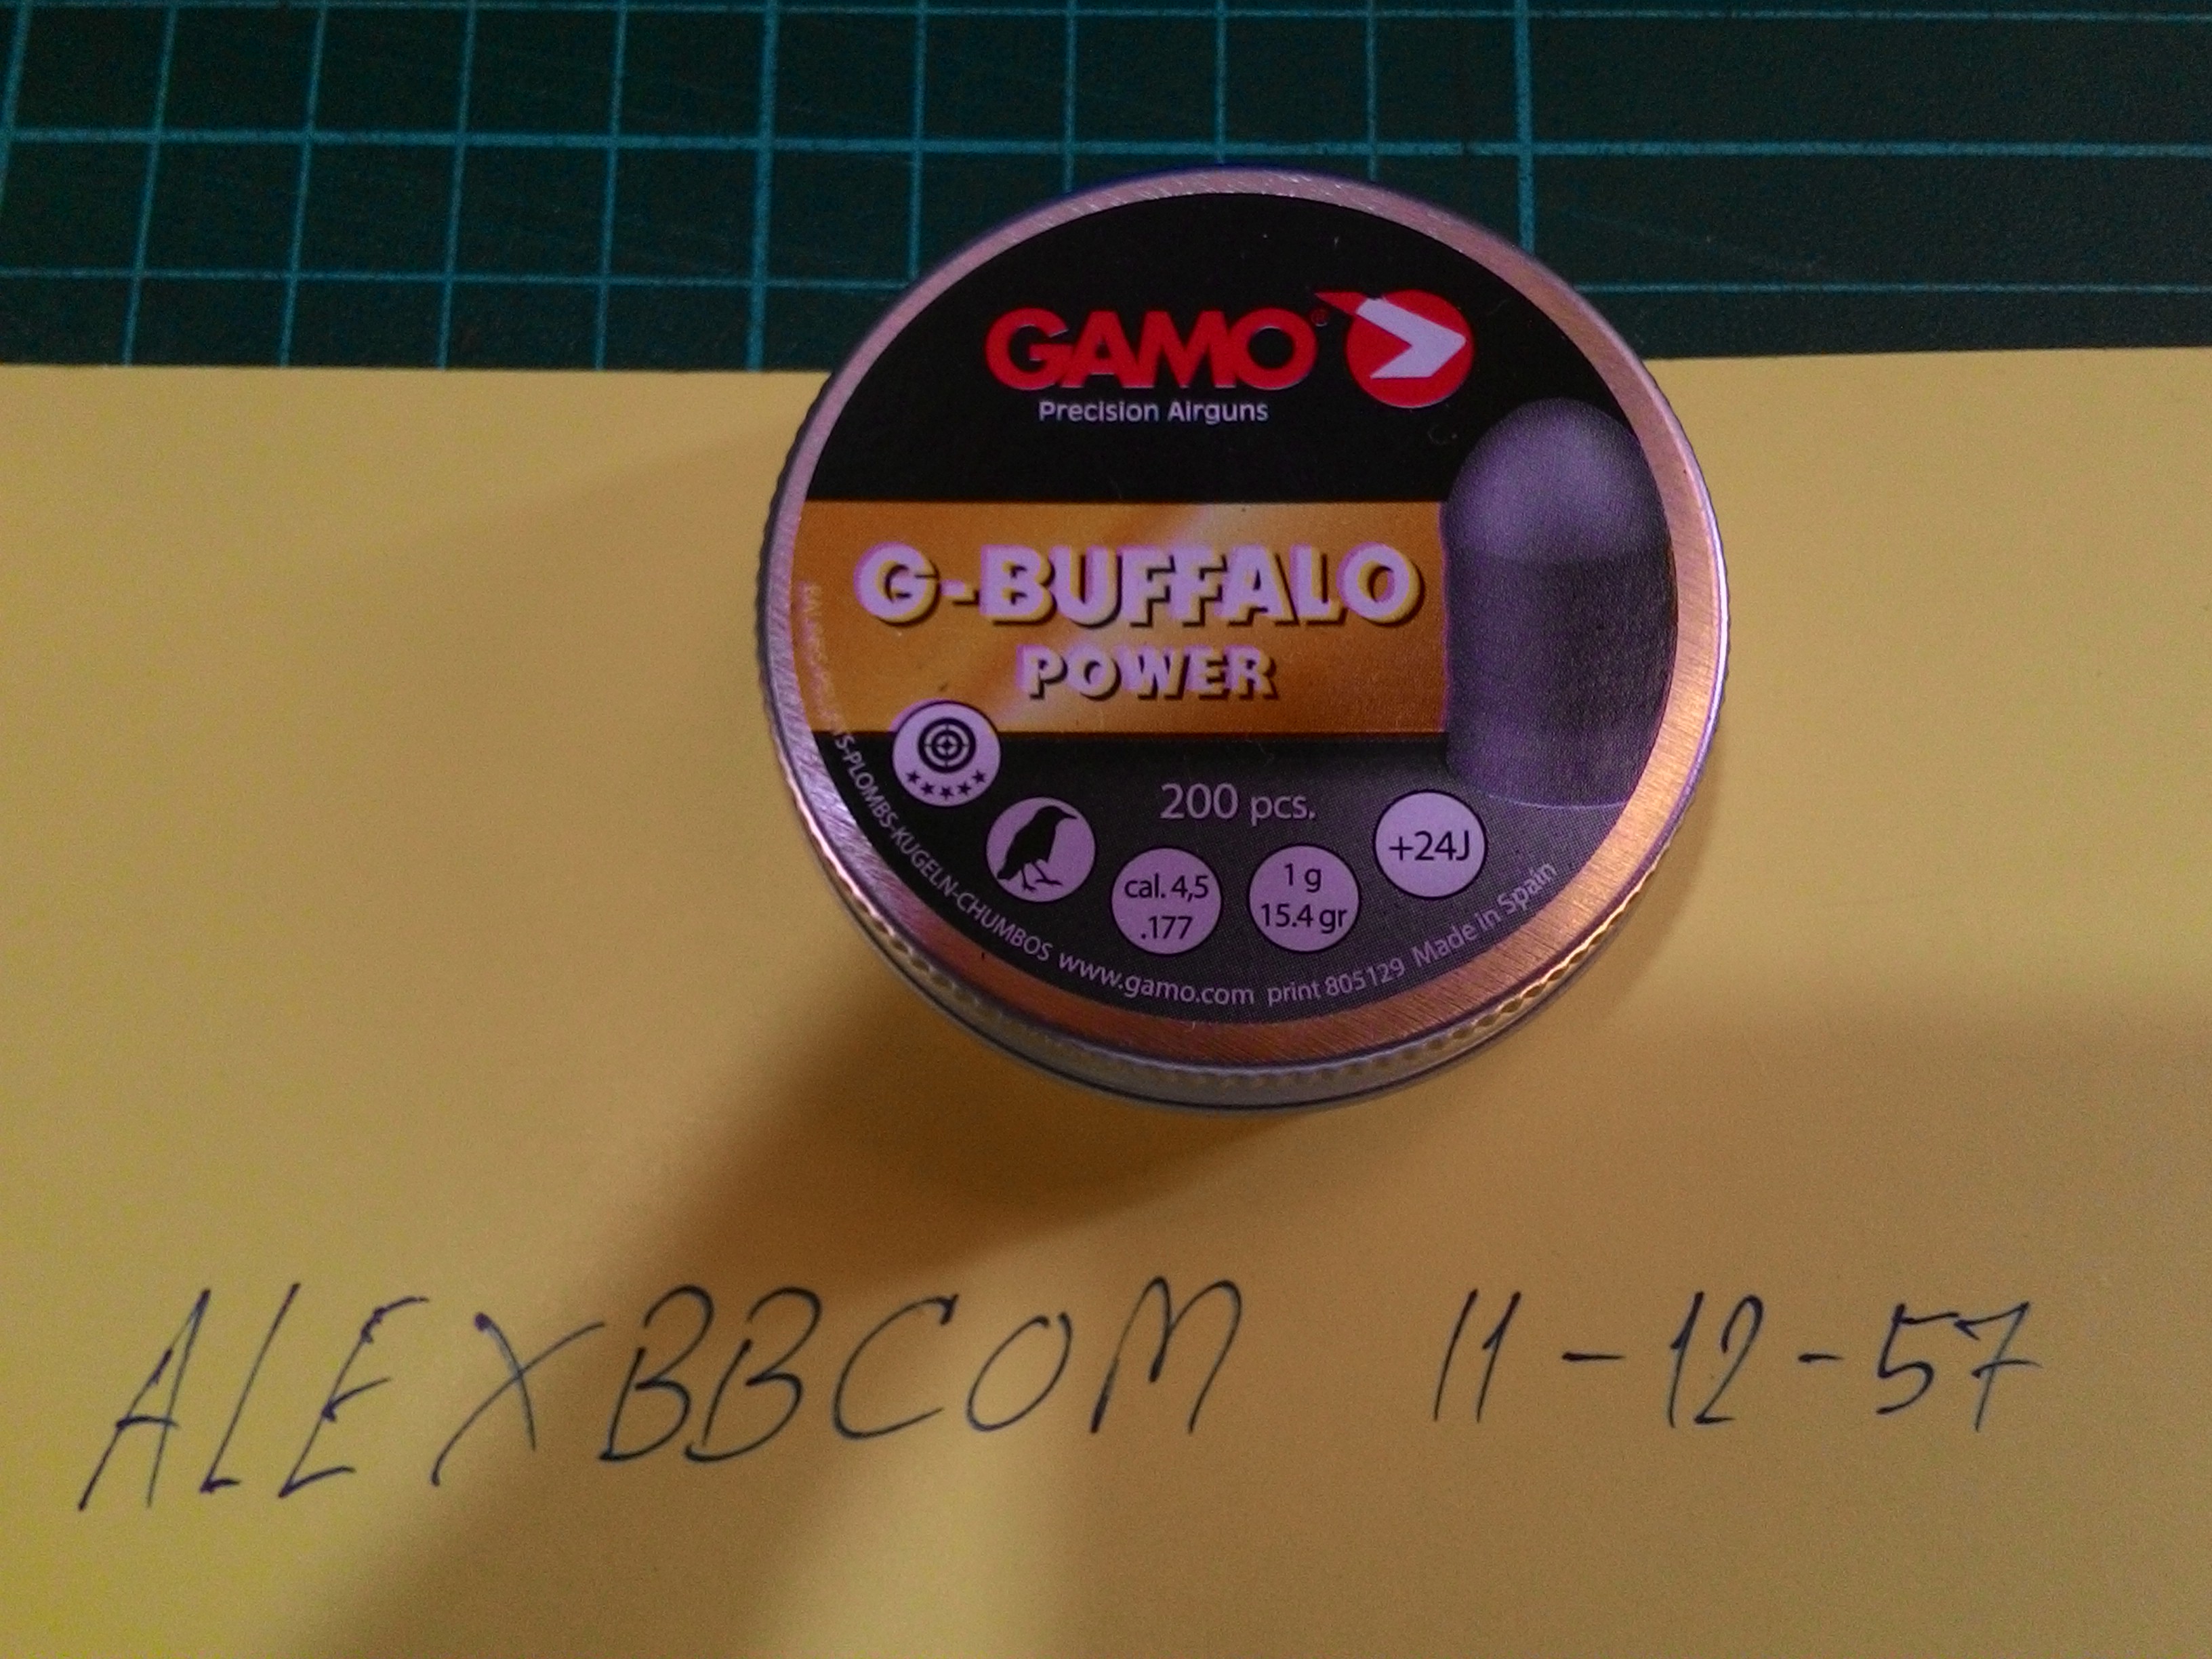 GAMO®
Precision Airguns
G-BUFFALO
POWER
200 pcs.
+24J
cal. 4,5
.177
1 g
15.4 gr
PLOMBS-KUGELN-CHUMBOS www.gamo.com print 805129 Made in Spain
ALEXBBCOM 11-12-57